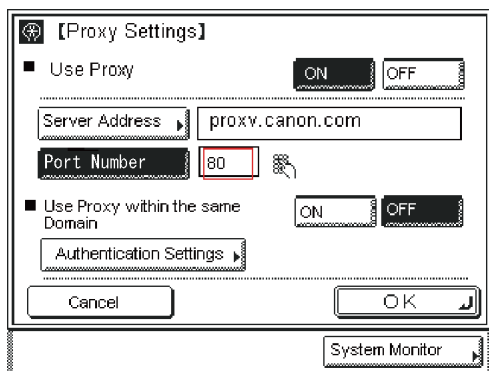 【Proxy Settings】
Use Proxy ON OFF
Server Address proxy.canon.com
Port Number 80
Use Proxy within the same ON OFF
Domain
Authentication Settings
Cancel OK
System Monitor